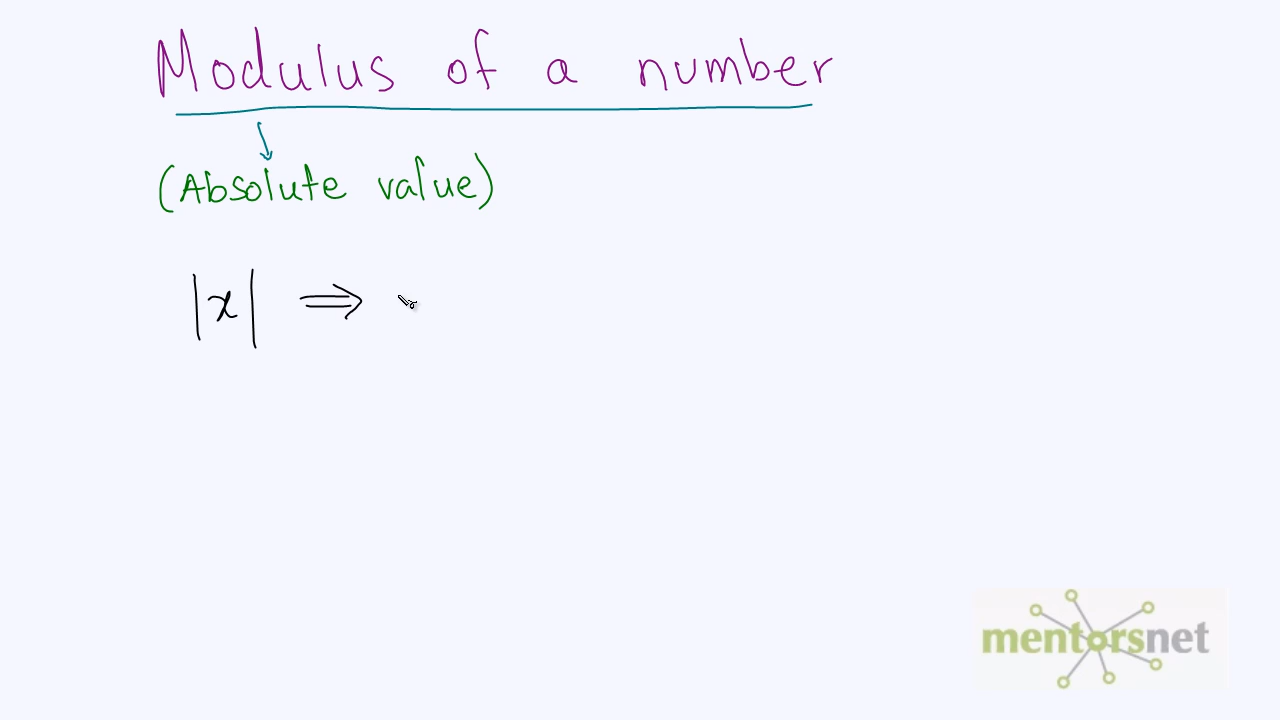 Modulus of a number
(Absolute value)
|x| ⇒
mentorsnet